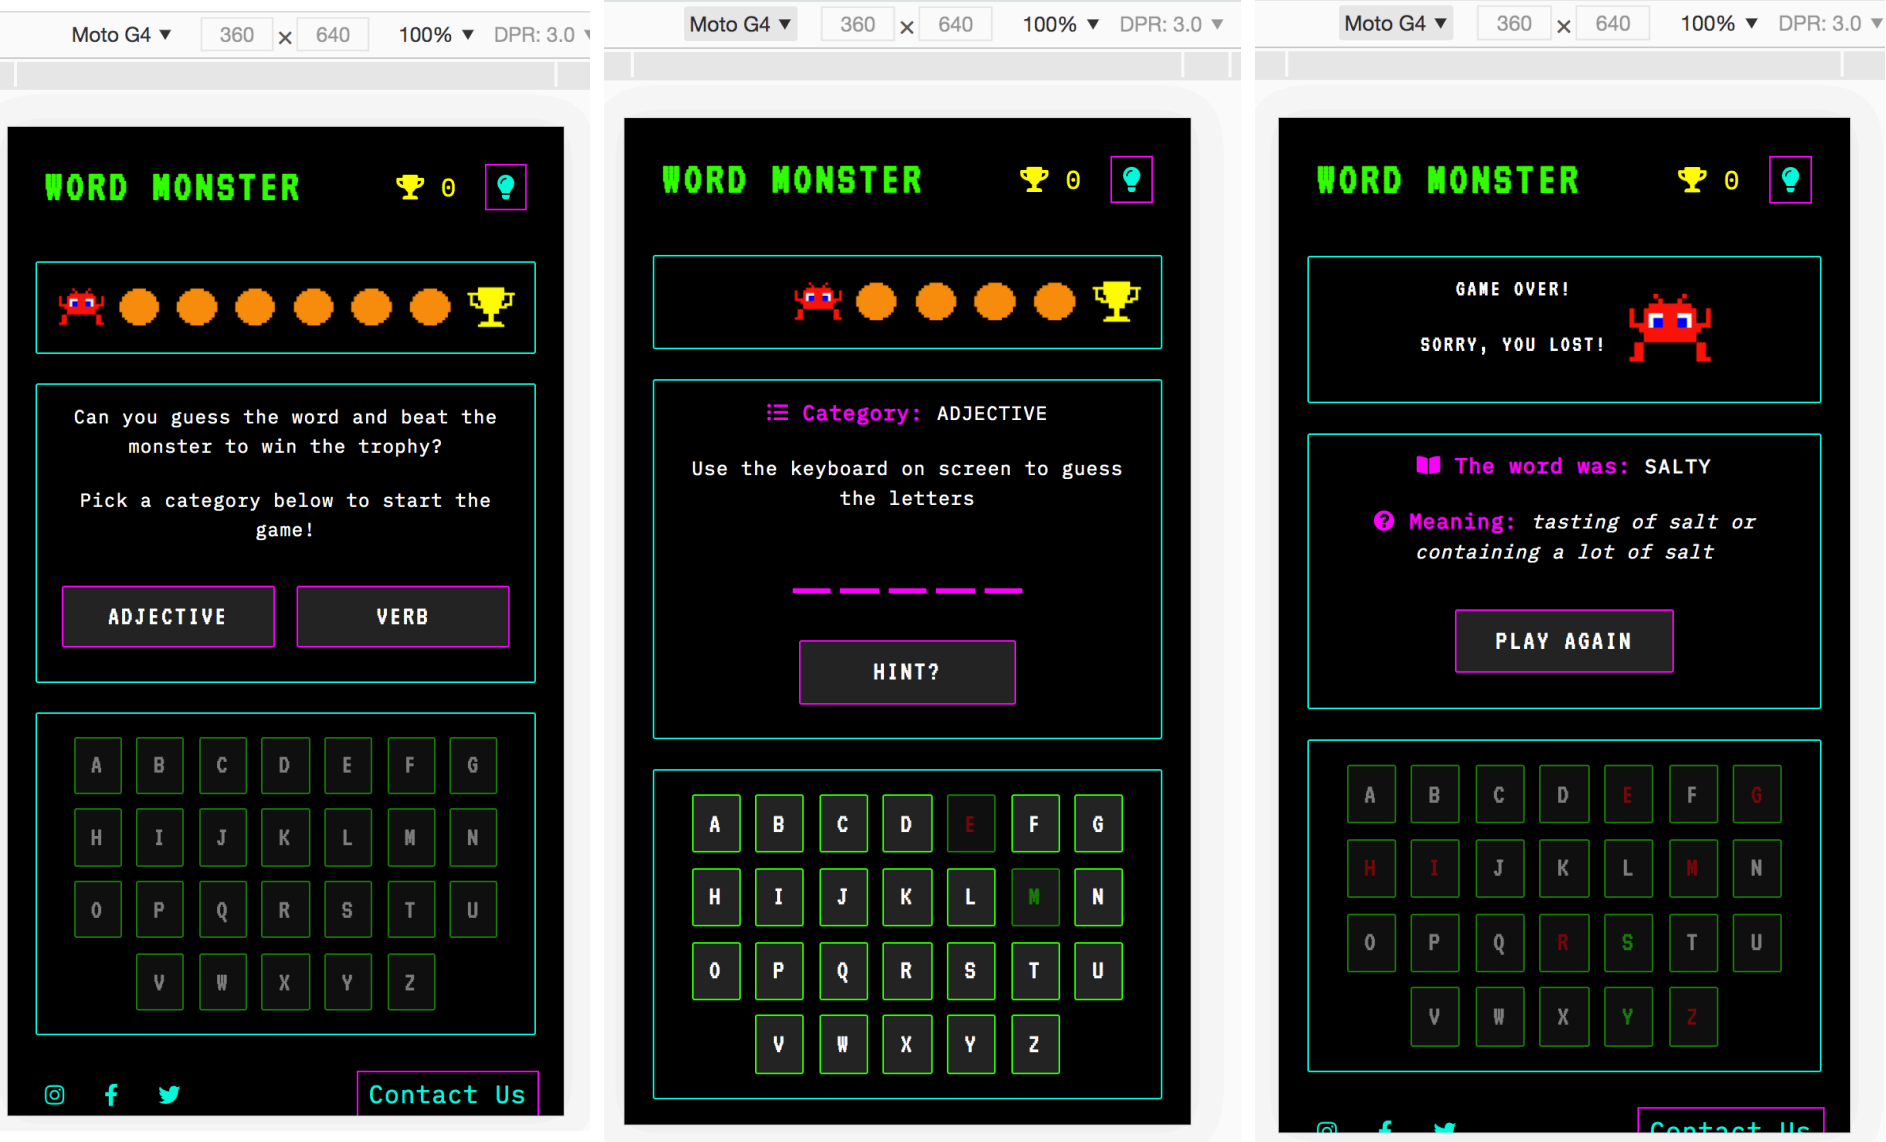 Moto G4 ▼ 360 × 640 100% ▼ DPR: 3.0
WORD MONSTER 0
Can you guess the word and beat the
monster to win the trophy?
Pick a category below to start the
game!
ADJECTIVE VERB
A B C D E F G
H I J K L M N
O P Q R S T U
V W X Y Z
Contact Us
Moto G4 ▼ 360 × 640 100% ▼ DPR: 3.0 ▼
WORD MONSTER 0
Category: ADJECTIVE
Use the keyboard on screen to guess
the letters
HINT?
A B C D E F G
H I J K L M N
O P Q R S T U
V W X Y Z
Moto G4 ▼ 360 × 640 100% ▼ DPR: 3.0 ▼
WORD MONSTER 0
GAME OVER!
SORRY, YOU LOST!
The word was: SALTY
Meaning: tasting of salt or
containing a lot of salt
PLAY AGAIN
A B C D E F G
H I J K L M N
O P Q R S T U
V W X Y Z
Contact Us